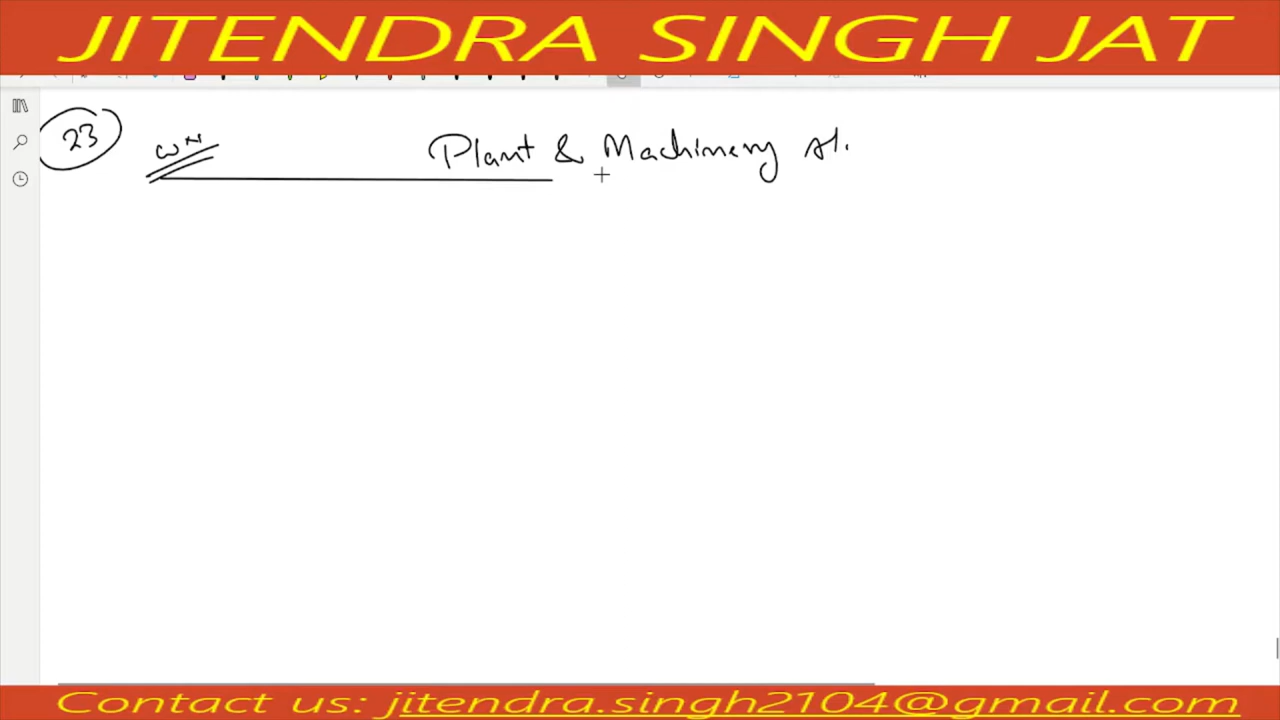 JITENDRA SINGH JAT
23 WN Plant & Machinery
Contact us: jitendra.singh2104@gmail.com